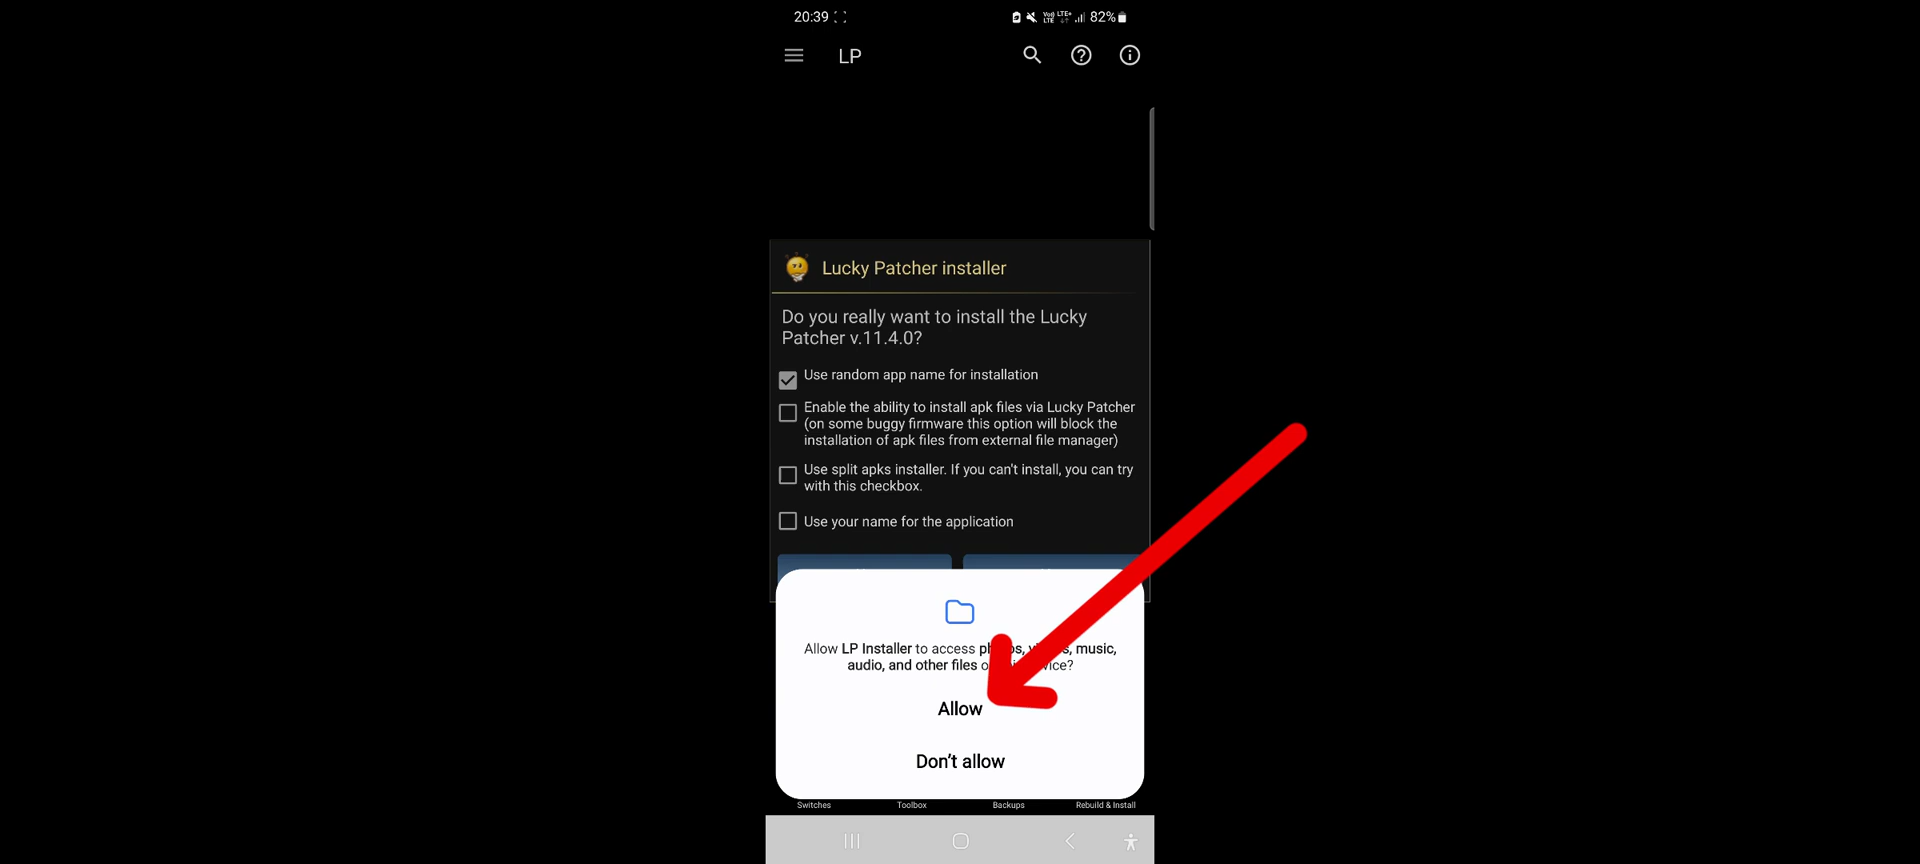 20:39 82%
LP
Lucky Patcher installer
Do you really want to install the Lucky
Patcher v.11.4.0?
Use random app name for installation
Enable the ability to install apk files via Lucky Patcher
(on some buggy firmware this option will block the
installation of apk files from external file manager)
Use split apks installer. If you can't install, you can try
with this checkbox.
Use your name for the application
Allow LP Installer to access music,
audio, and other files
Allow
Don't allow
Switches Toolbox Backups Rebuild & Install